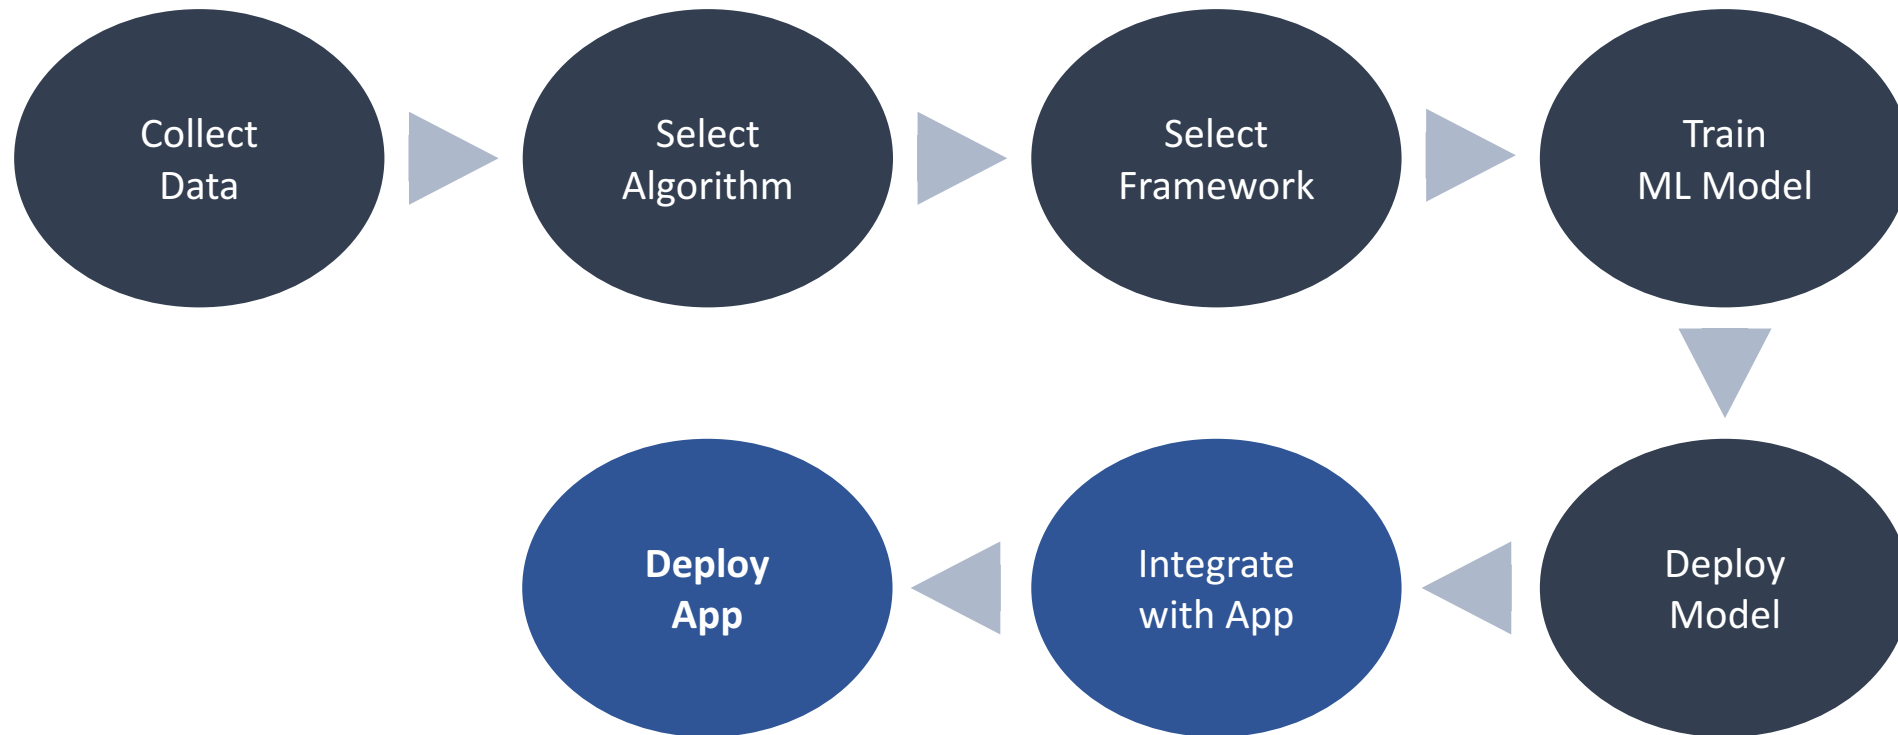 Collect
Data
Select
Algorithm
Select
Framework
Train
ML Model
Deploy
App
Integrate
with App
Deploy
Model